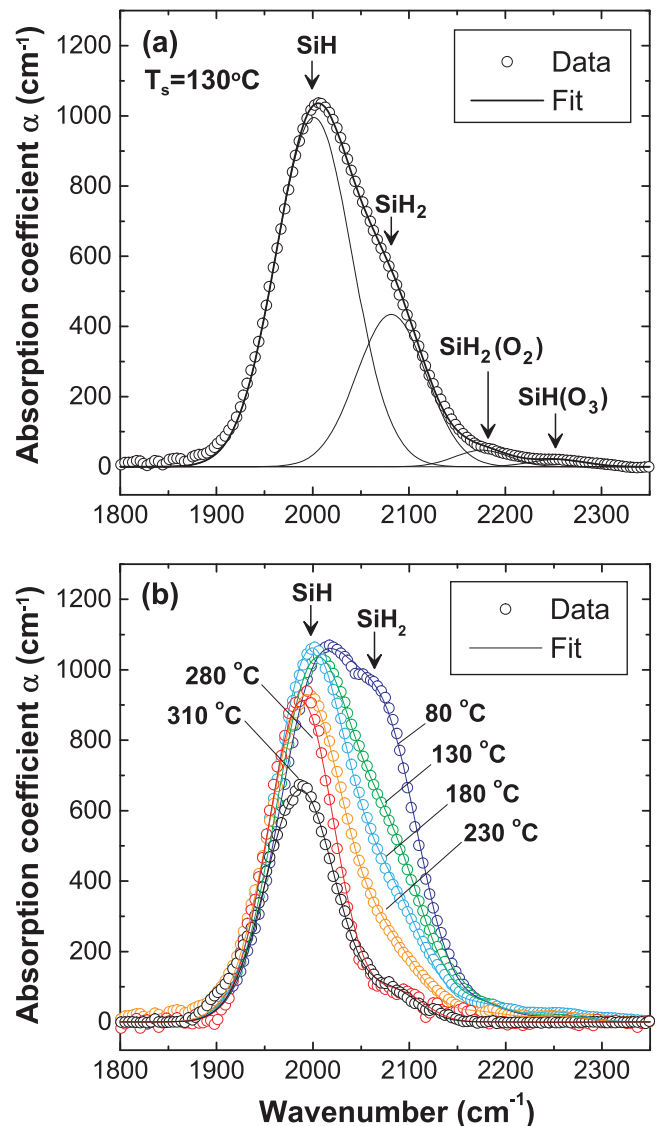 (a)
T_s=130°C
SiH
SiH₂
SiH₂(O₂)
SiH(O₃)
Data
Fit
Absorption coefficient α (cm⁻¹)
1200
1000
800
600
400
200
0
1800 1900 2000 2100 2200 2300
(b)
SiH
SiH₂
Data
Fit
280 °C
310 °C
80 °C
130 °C
180 °C
230 °C
Absorption coefficient α (cm⁻¹)
1200
1000
800
600
400
200
0
1800 1900 2000 2100 2200 2300
Wavenumber (cm⁻¹)